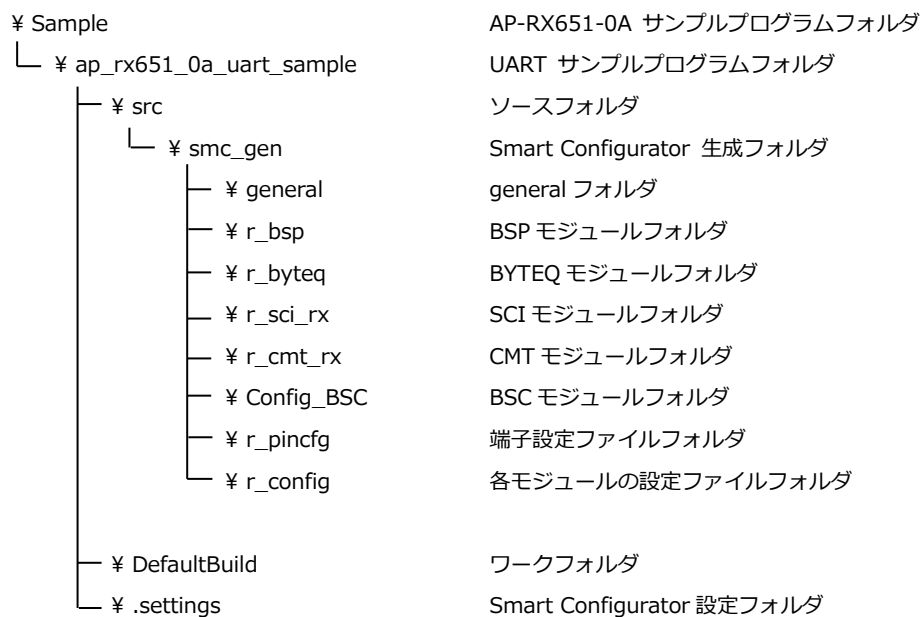 ¥ Sample AP-RX651-0A サンプルプログラムフォルダ
¥ ap_rx651_0a_uart_sample UART サンプルプログラムフォルダ
¥ src ソースフォルダ
¥ smc_gen Smart Configurator 生成フォルダ
¥ general general フォルダ
¥ r_bsp BSP モジュールフォルダ
¥ r_byteq BYTEQ モジュールフォルダ
¥ r_sci_rx SCI モジュールフォルダ
¥ r_cmt_rx CMT モジュールフォルダ
¥ Config_BSC BSC モジュールフォルダ
¥ r_pincfg 端子設定ファイルフォルダ
¥ r_config 各モジュールの設定ファイルフォルダ
¥ DefaultBuild ワークフォルダ
¥ .settings Smart Configurator 設定フォルダ